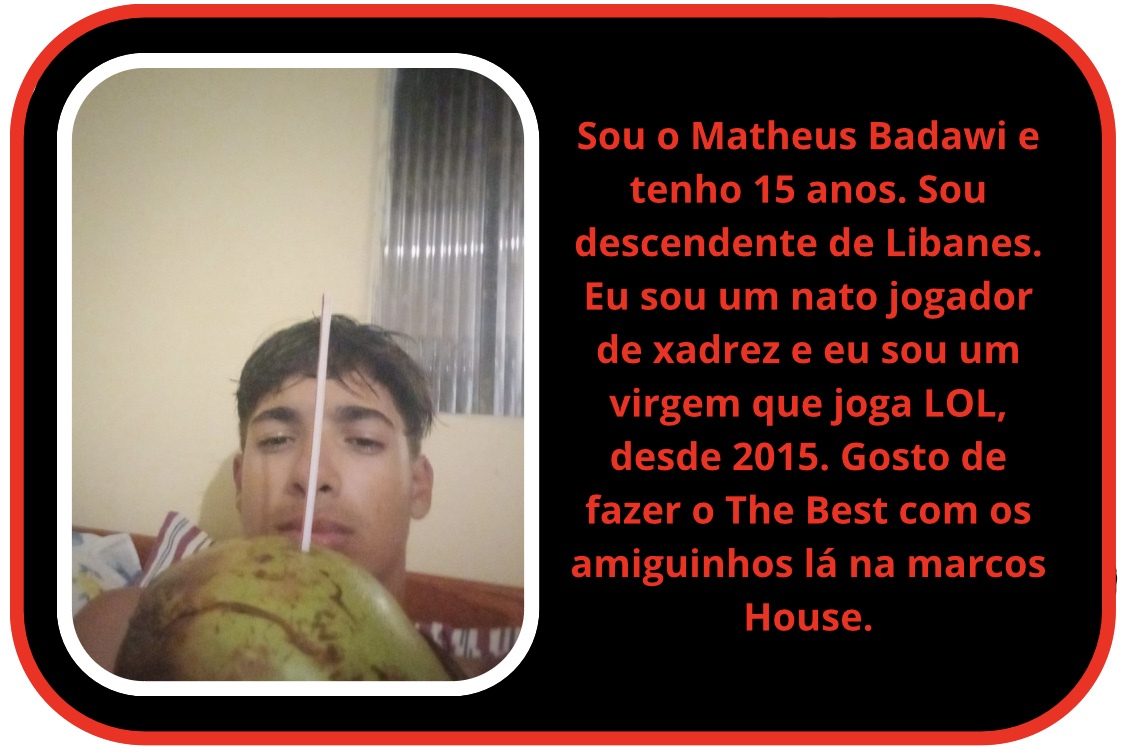 Sou o Matheus Badawi e
tenho 15 anos. Sou
descendente de Libanes.
Eu sou um nato jogador
de xadrez e eu sou um
virgem que joga LOL,
desde 2015. Gosto de
fazer o The Best com os
amiguinhos lá na marcos
House.